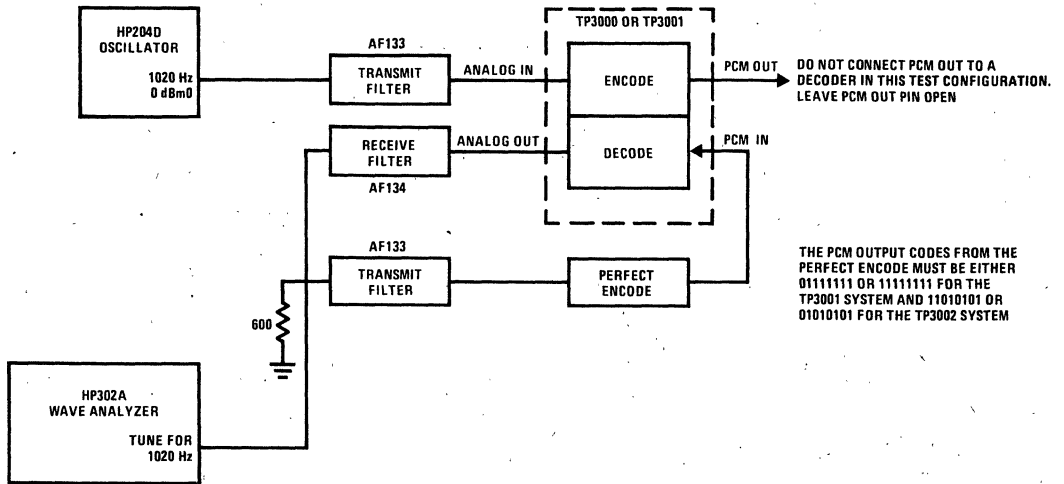 HP204D
OSCILLATOR
1020 Hz
0 dBm0
AF133
TRANSMIT
FILTER
ANALOG IN
TP3000 OR TP3001
ENCODE
PCM OUT
DO NOT CONNECT PCM OUT TO A
DECODER IN THIS TEST CONFIGURATION.
LEAVE PCM OUT PIN OPEN
RECEIVE
FILTER
AF134
ANALOG OUT
DECODE
PCM IN
AF133
TRANSMIT
FILTER
PERFECT
ENCODE
THE PCM OUTPUT CODES FROM THE
PERFECT ENCODE MUST BE EITHER
01111111 OR 11111111 FOR THE
TP3001 SYSTEM AND 11010101 OR
01010101 FOR THE TP3002 SYSTEM
600
HP302A
WAVE ANALYZER
TUNE FOR
1020 Hz